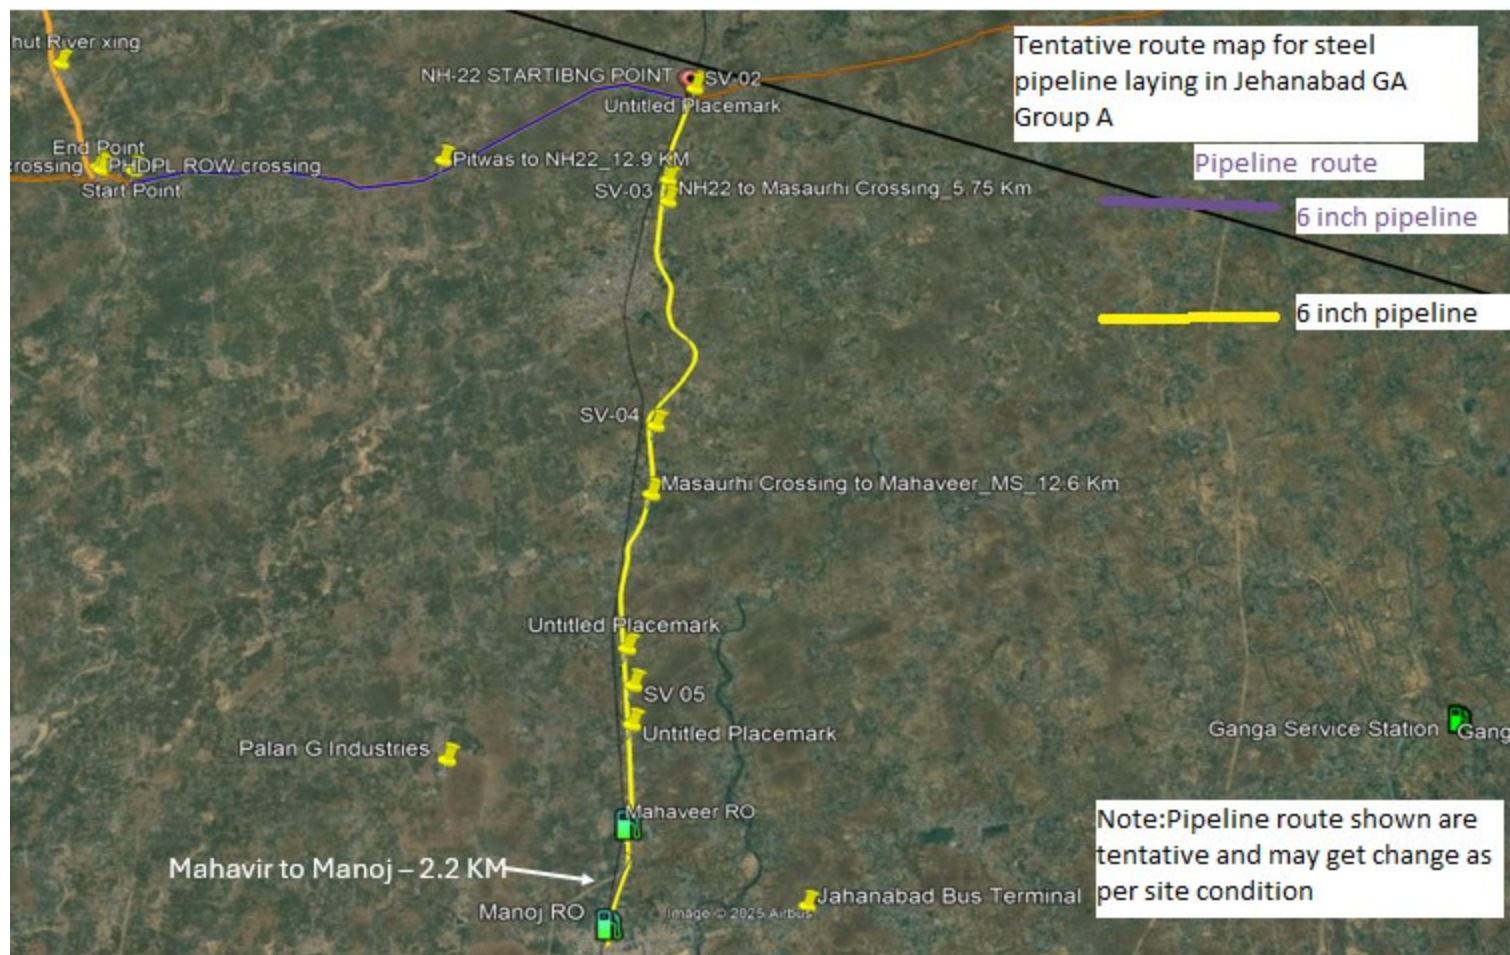 hut River xing
NH-22 STARTIBNG POINT
SV-02
Untitled Placemark
Tentative route map for steel
pipeline laying in Jehanabad GA
Group A
Pipeline route
6 inch pipeline
6 inch pipeline
End Point
crossing
PHDPL ROW crossing
Start Point
Pitwas to NH22_12.9 KM
SV-03
NH22 to Masaurhi Crossing_5.75 Km
SV-04
Masaurhi Crossing to Mahaveer_MS_12.6 Km
Untitled Placemark
SV 05
Untitled Placemark
Palan G Industries
Ganga Service Station
Gang
Mahaveer RO
Mahavir to Manoj – 2.2 KM
Manoj RO
Image © 2025 Airbus
Jahanabad Bus Terminal
Note:Pipeline route shown are
tentative and may get change as
per site condition